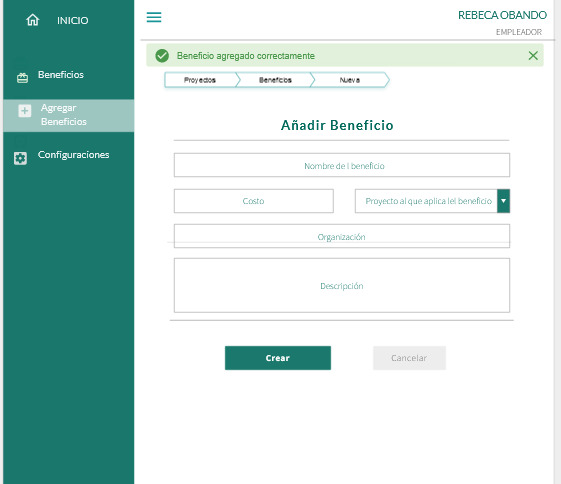 INICIO
Beneficios
Agregar
Beneficios
Configuraciones
REBECA OBANDO
EMPLEADOR
Beneficio agregado correctamente
Proyectos Beneficios Nueva
Añadir Beneficio
Nombre de l beneficio
Costo Proyecto al que aplica lel beneficio
Organización
Descripción
Crear Cancelar